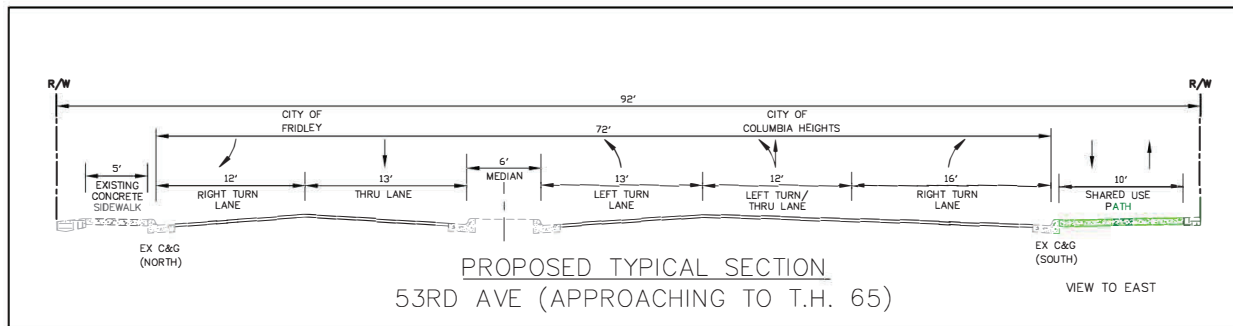 R/W
R/W
92'
CITY OF
FRIDLEY
72'
CITY OF
COLUMBIA HEIGHTS
5'
EXISTING
CONCRETE
SIDEWALK
12'
RIGHT TURN
LANE
13'
THRU LANE
6'
MEDIAN
13'
LEFT TURN
LANE
12'
LEFT TURN/
THRU LANE
16'
RIGHT TURN
LANE
10'
SHARED USE
PATH
EX C&G
(NORTH)
EX C&G
(SOUTH)
PROPOSED TYPICAL SECTION
53RD AVE (APPROACHING TO T.H. 65)
VIEW TO EAST